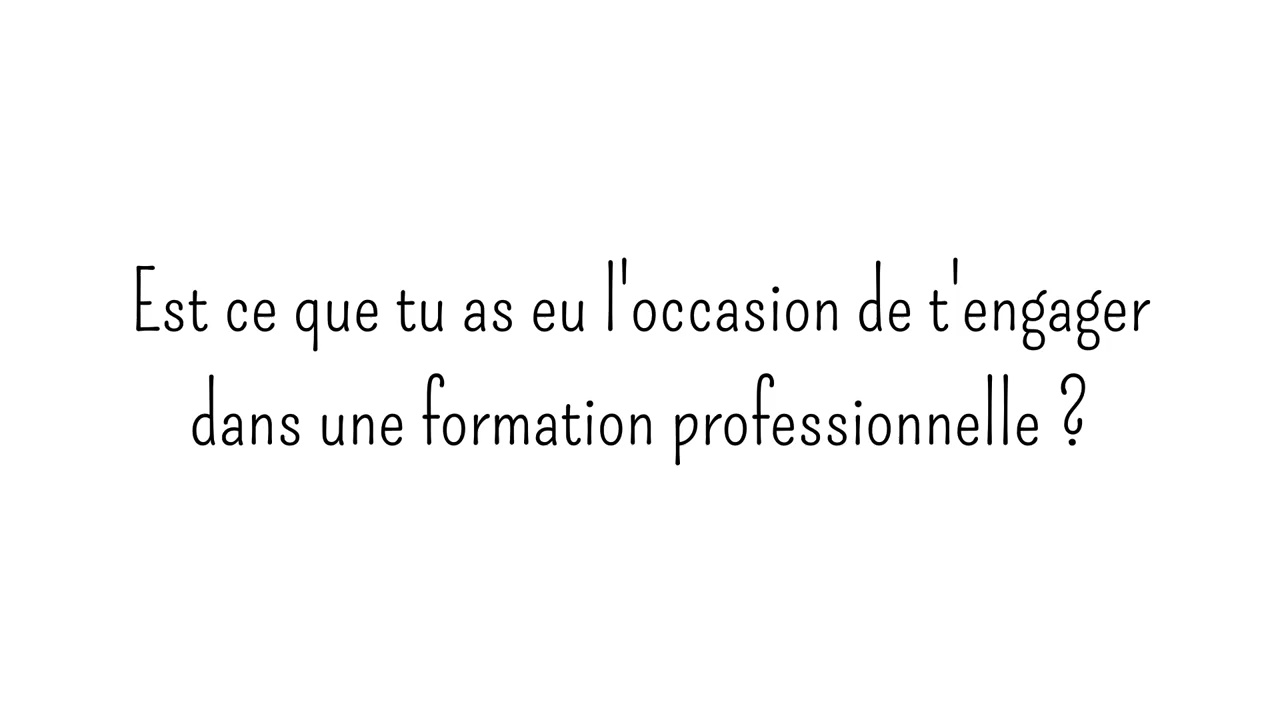 Est ce que tu as eu l'occasion de t'engager
dans une formation professionnelle ?